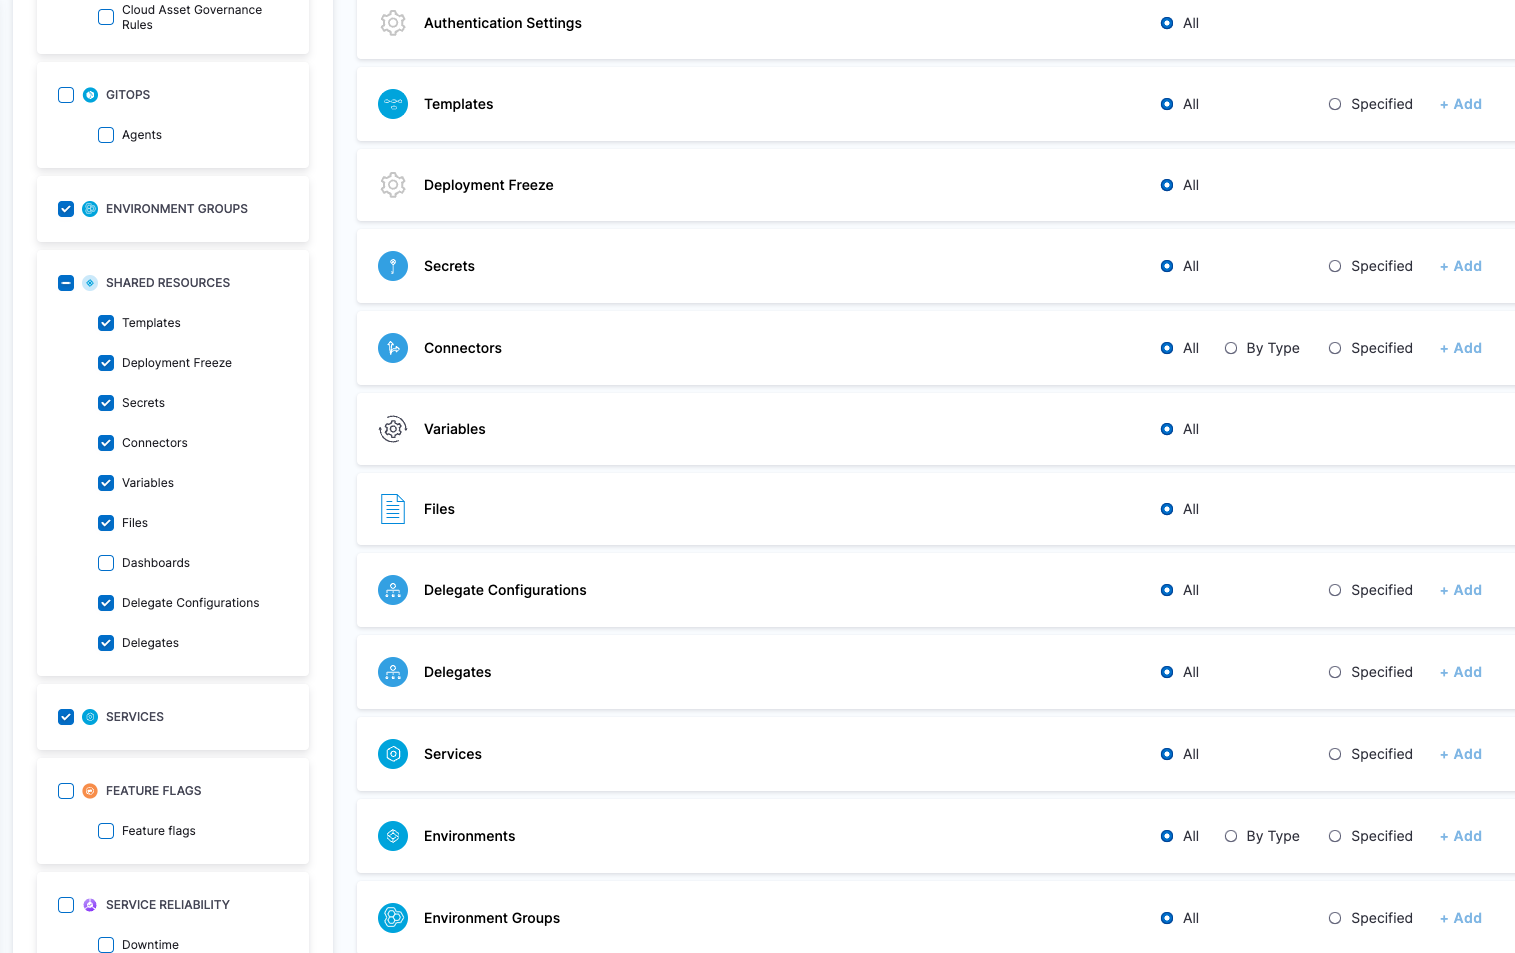 Cloud Asset Governance
Rules
GITOPS
Agents
ENVIRONMENT GROUPS
SHARED RESOURCES
Templates
Deployment Freeze
Secrets
Connectors
Variables
Files
Dashboards
Delegate Configurations
Delegates
SERVICES
FEATURE FLAGS
Feature flags
SERVICE RELIABILITY
Downtime
Authentication Settings All
Templates All Specified + Add
Deployment Freeze All
Secrets All Specified + Add
Connectors All By Type Specified + Add
Variables All
Files All
Delegate Configurations All Specified + Add
Delegates All Specified + Add
Services All Specified + Add
Environments All By Type Specified + Add
Environment Groups All Specified + Add